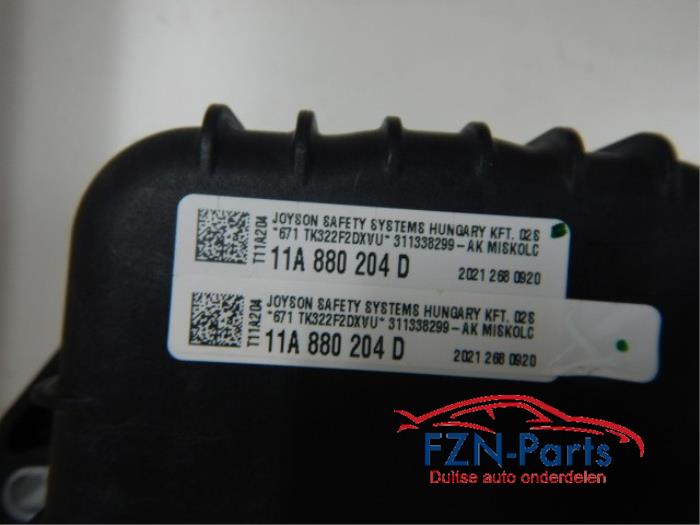 T11A204
JOYSON SAFETY SYSTEMS HUNGARY KFT. 02S
*671 TK322F2DXVU* 311338299-AK MISKOLC
11A 880 204 D 2021 268 0920
T11A204
JOYSON SAFETY SYSTEMS HUNGARY KFT. 02S
*671 TK322F2DXVU* 311338299-AK MISKOLC
11A 880 204 D 2021 268 0920
FZN-Parts
Duitse auto onderdelen